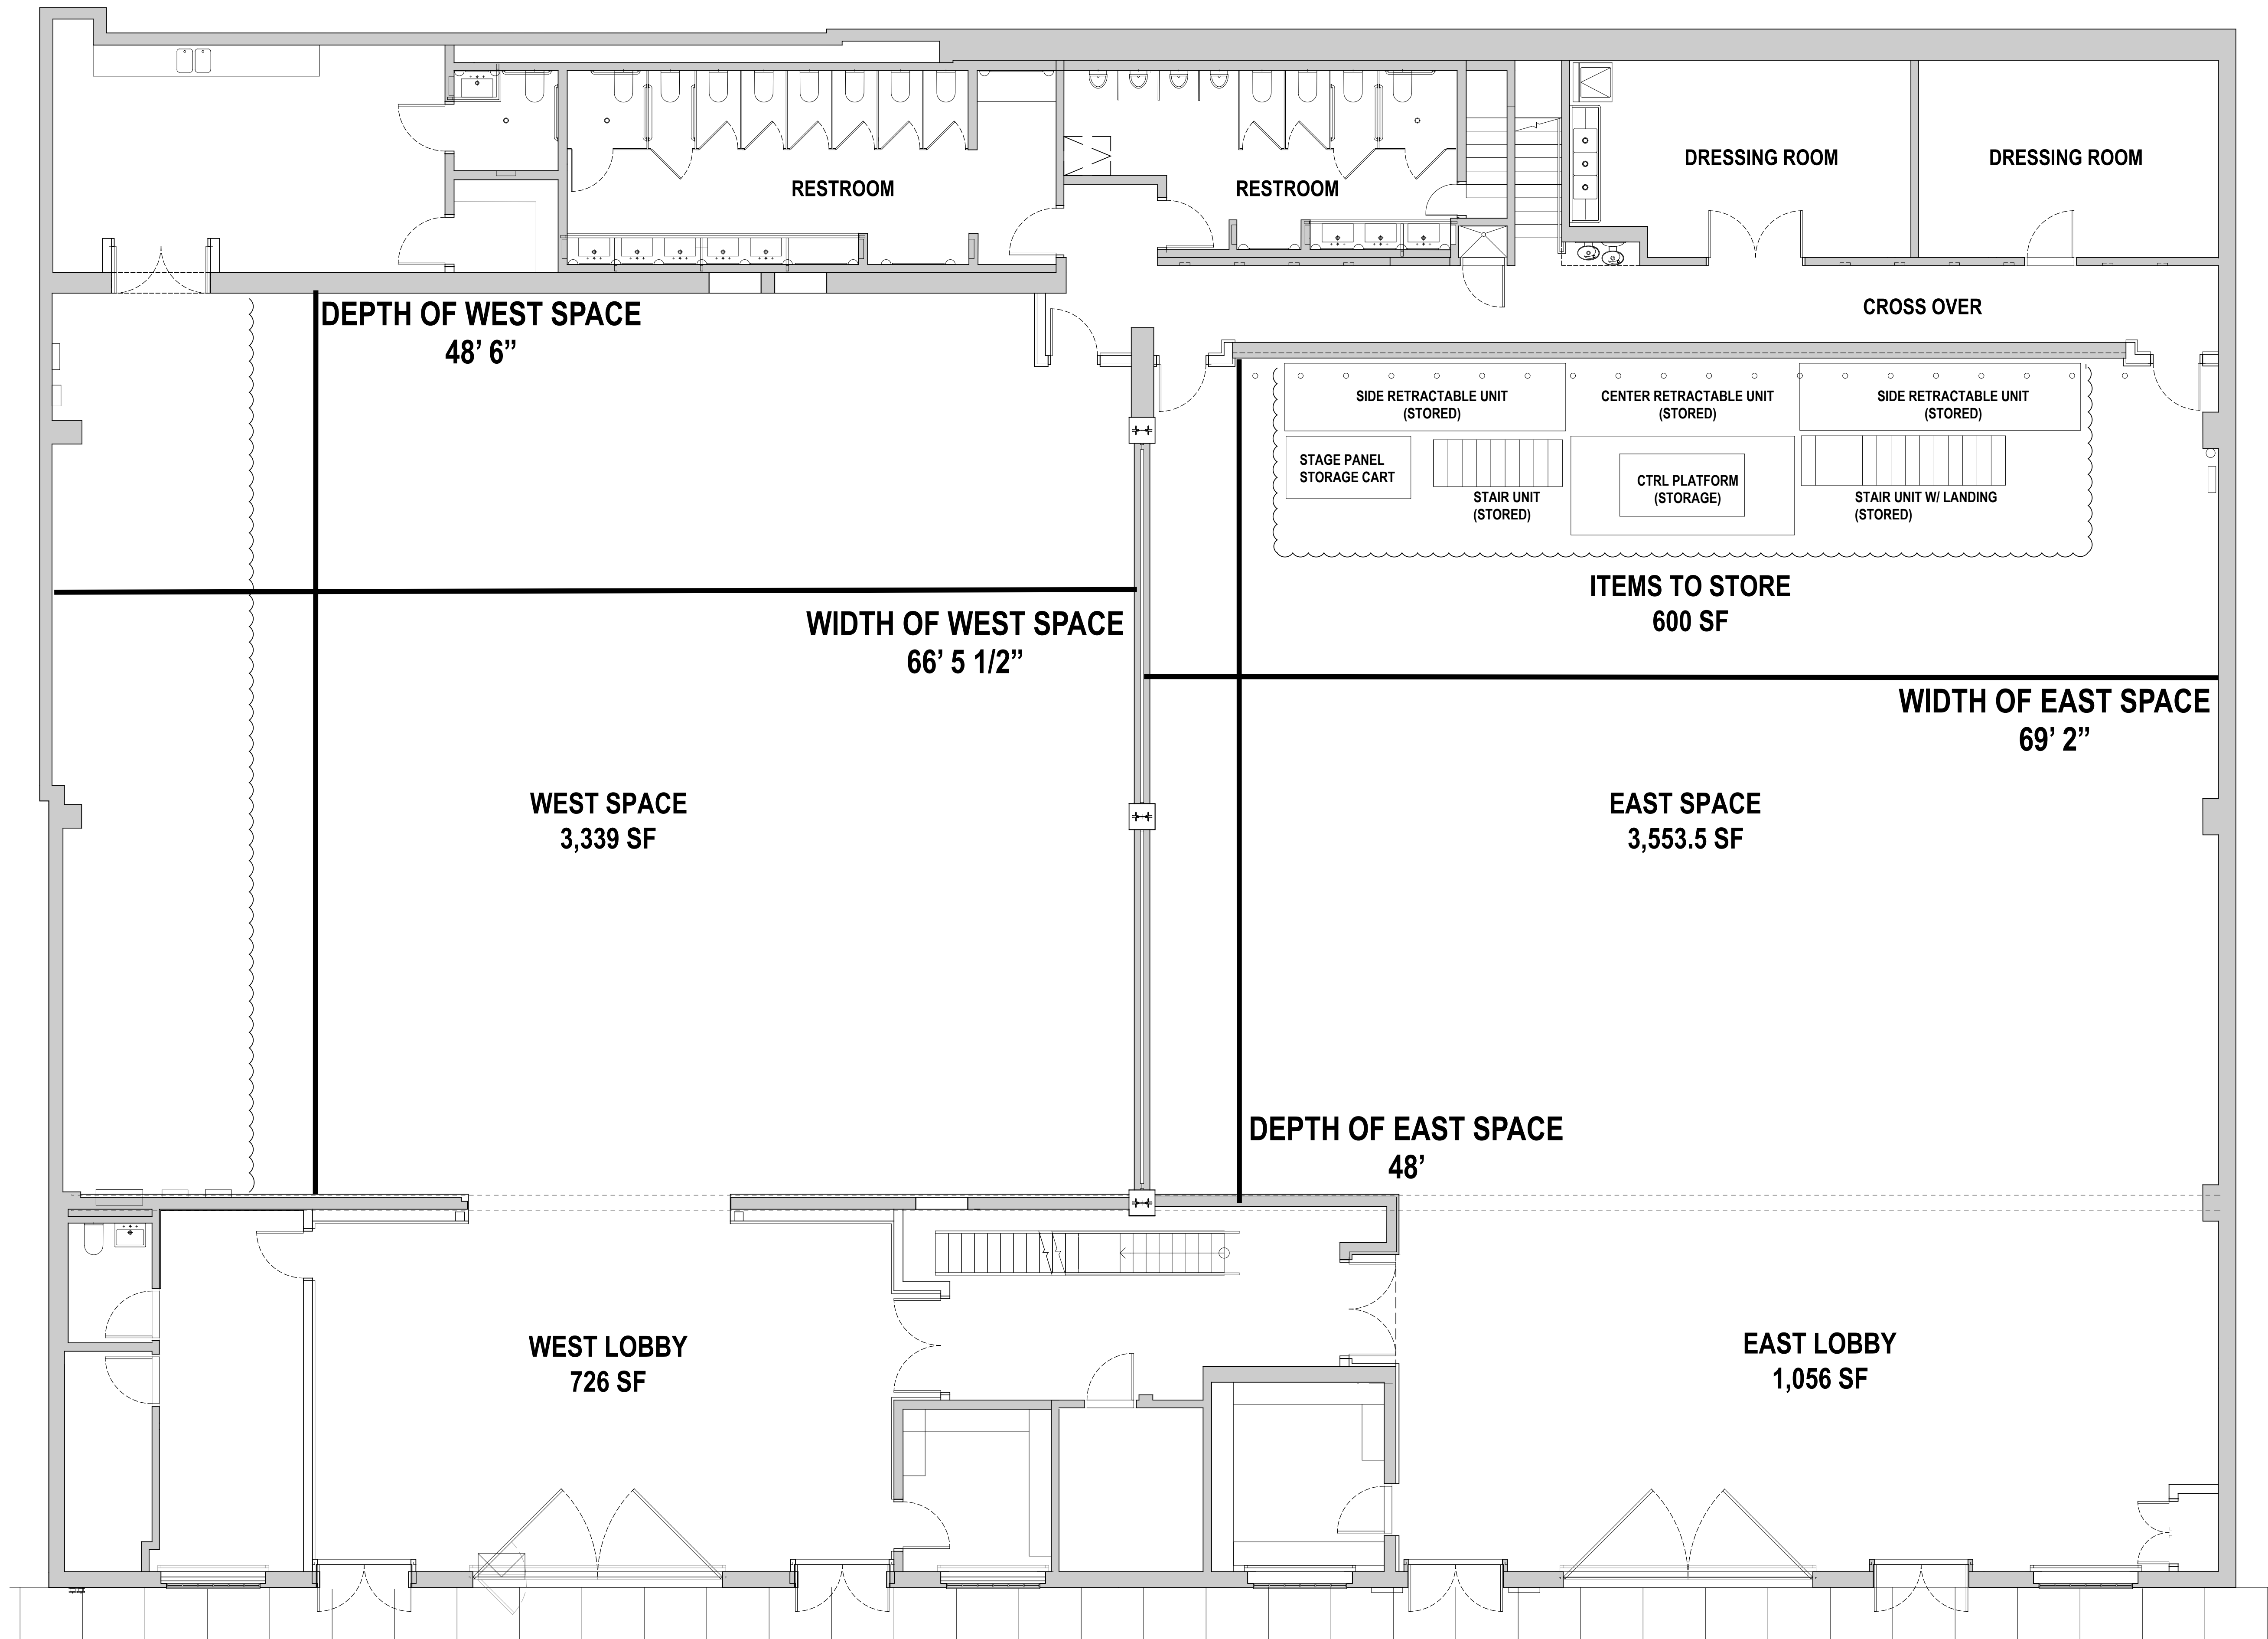 DRESSING ROOM
DRESSING ROOM
RESTROOM
RESTROOM
CROSS OVER
DEPTH OF WEST SPACE
48’ 6”
SIDE RETRACTABLE UNIT
(STORED)
CENTER RETRACTABLE UNIT
(STORED)
SIDE RETRACTABLE UNIT
(STORED)
STAGE PANEL
STORAGE CART
STAIR UNIT
(STORED)
CTRL PLATFORM
(STORAGE)
STAIR UNIT W/ LANDING
(STORED)
ITEMS TO STORE
600 SF
WIDTH OF WEST SPACE
66’ 5 1/2”
WIDTH OF EAST SPACE
69’ 2”
WEST SPACE
3,339 SF
EAST SPACE
3,553.5 SF
DEPTH OF EAST SPACE
48’
WEST LOBBY
726 SF
EAST LOBBY
1,056 SF